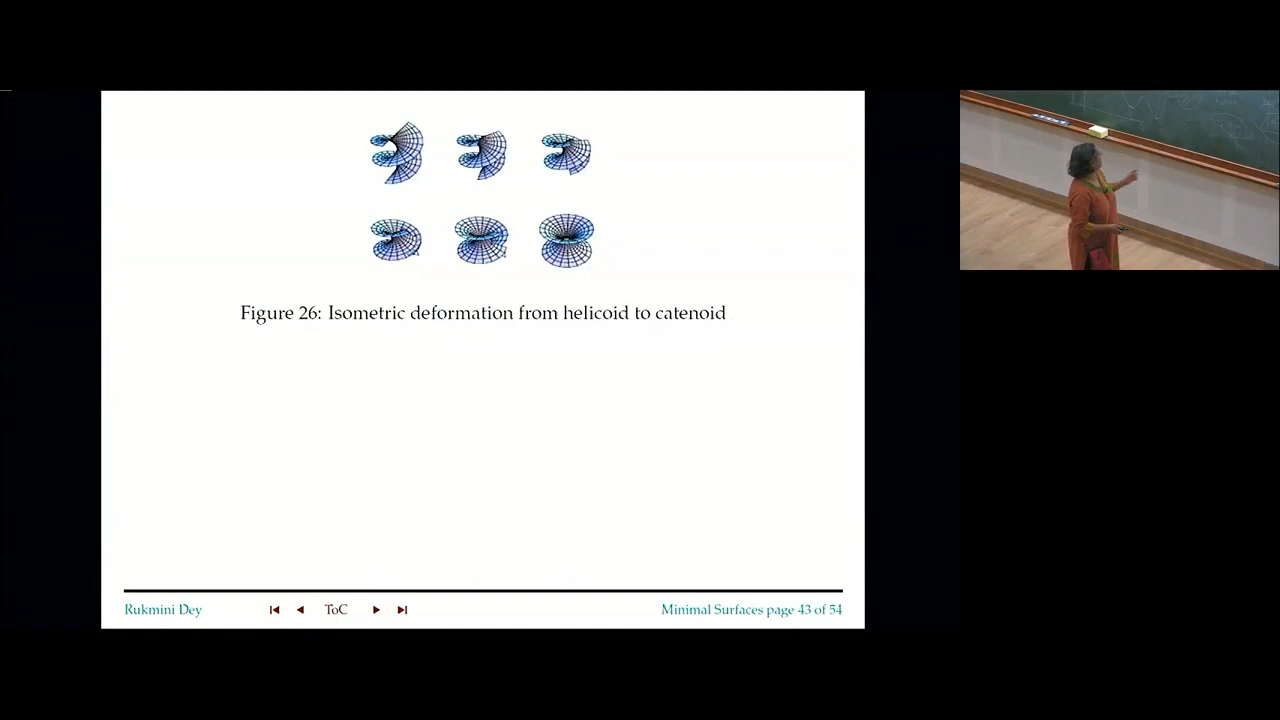 Figure 26: Isometric deformation from helicoid to catenoid
Rukmini Dey ToC Minimal Surfaces page 43 of 54